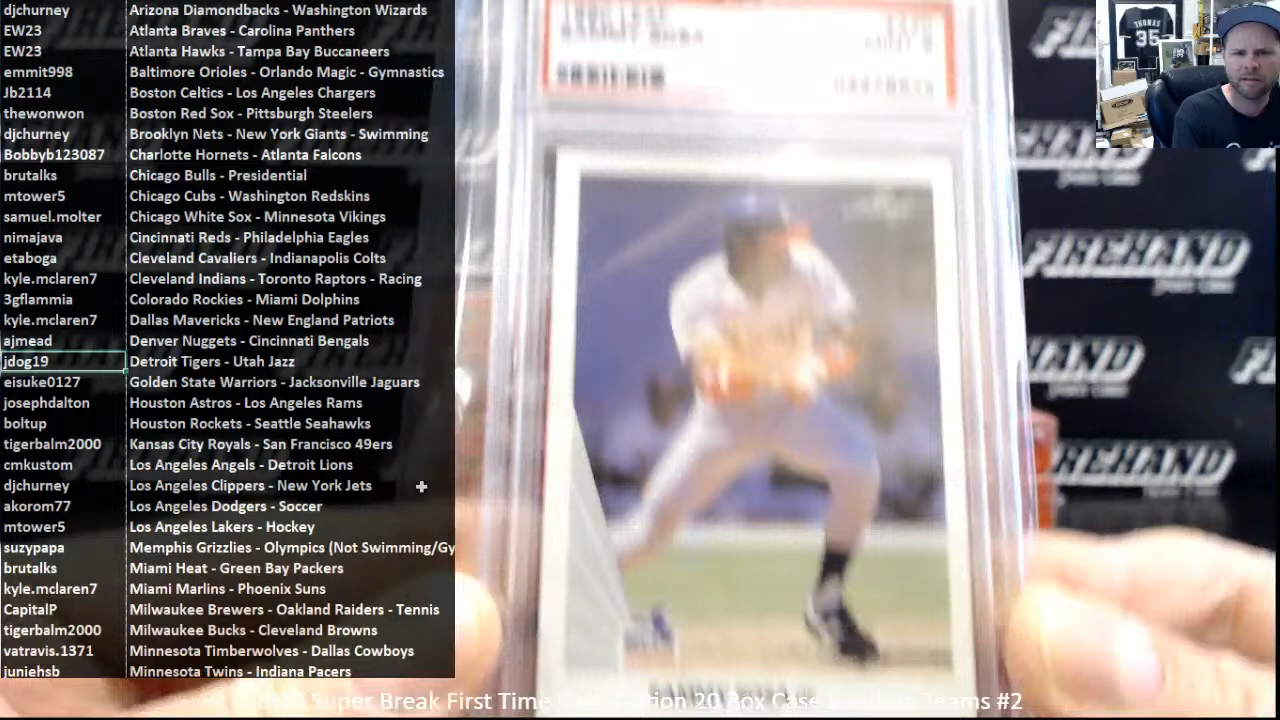 djchurney Arizona Diamondbacks - Washington Wizards
EW23 Atlanta Braves - Carolina Panthers
EW23 Atlanta Hawks - Tampa Bay Buccaneers
emmit998 Baltimore Orioles - Orlando Magic - Gymnastics
Jb2114 Boston Celtics - Los Angeles Chargers
thewonwon Boston Red Sox - Pittsburgh Steelers
djchurney Brooklyn Nets - New York Giants - Swimming
Bobbyb123087 Charlotte Hornets - Atlanta Falcons
brutalks Chicago Bulls - Presidential
mtower5 Chicago Cubs - Washington Redskins
samuel.molter Chicago White Sox - Minnesota Vikings
nimajava Cincinnati Reds - Philadelphia Eagles
etaboga Cleveland Cavaliers - Indianapolis Colts
kyle.mclaren7 Cleveland Indians - Toronto Raptors - Racing
3gflammia Colorado Rockies - Miami Dolphins
kyle.mclaren7 Dallas Mavericks - New England Patriots
ajmead Denver Nuggets - Cincinnati Bengals
jdog19 Detroit Tigers - Utah Jazz
eisuke0127 Golden State Warriors - Jacksonville Jaguars
josephdalton Houston Astros - Los Angeles Rams
boltup Houston Rockets - Seattle Seahawks
tigerbalm2000 Kansas City Royals - San Francisco 49ers
cmkustom Los Angeles Angels - Detroit Lions
djchurney Los Angeles Clippers - New York Jets
akorom77 Los Angeles Dodgers - Soccer
mtower5 Los Angeles Lakers - Hockey
suzypapa Memphis Grizzlies - Olympics (Not Swimming/Gy
brutalks Miami Heat - Green Bay Packers
kyle.mclaren7 Miami Marlins - Phoenix Suns
CapitalP Milwaukee Brewers - Oakland Raiders - Tennis
tigerbalm2000 Milwaukee Bucks - Cleveland Browns
vatravis.1371 Minnesota Timberwolves - Dallas Cowboys
juniehsb Minnesota Twins - Indiana Pacers
THOMAS
35
FIREHAND
FIREHAND
FIREHAND
Super Break First Time 20 Box Case #2